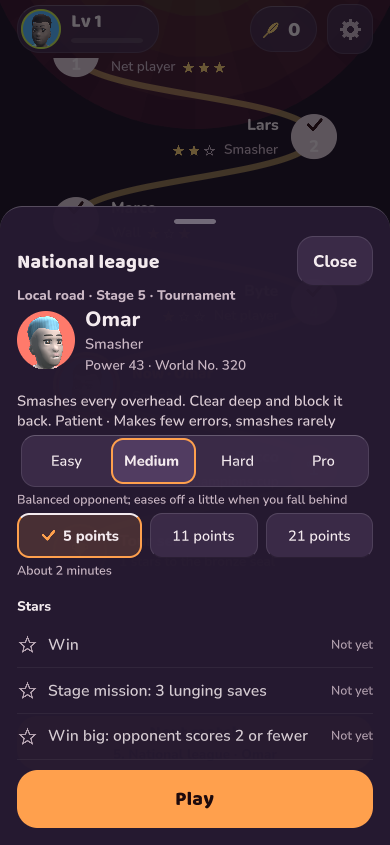 Lv 1
0
1
Net player
Lars
Smasher
2
National league
Close
Local road · Stage 5 · Tournament
Omar
Smasher
Power 43 · World No. 320
Smashes every overhead. Clear deep and block it
back. Patient · Makes few errors, smashes rarely
Easy
Medium
Hard
Pro
Balanced opponent; eases off a little when you fall behind
5 points
11 points
21 points
About 2 minutes
Stars
Win
Not yet
Stage mission: 3 lunging saves
Not yet
Win big: opponent scores 2 or fewer
Not yet
Play